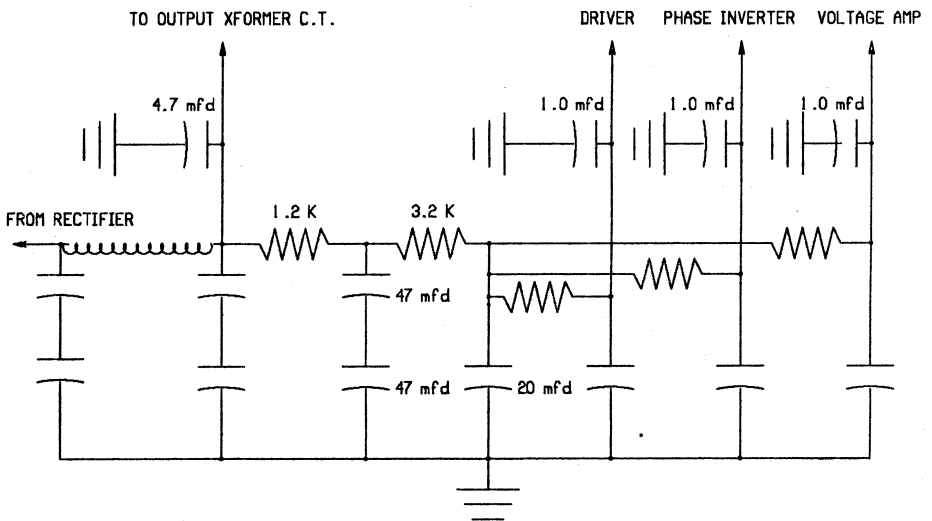 TO OUTPUT XFORMER C.T.
DRIVER
PHASE INVERTER
VOLTAGE AMP
4.7 mfd
1.0 mfd
1.0 mfd
1.0 mfd
FROM RECTIFIER
1.2 K
3.2 K
47 mfd
47 mfd
20 mfd